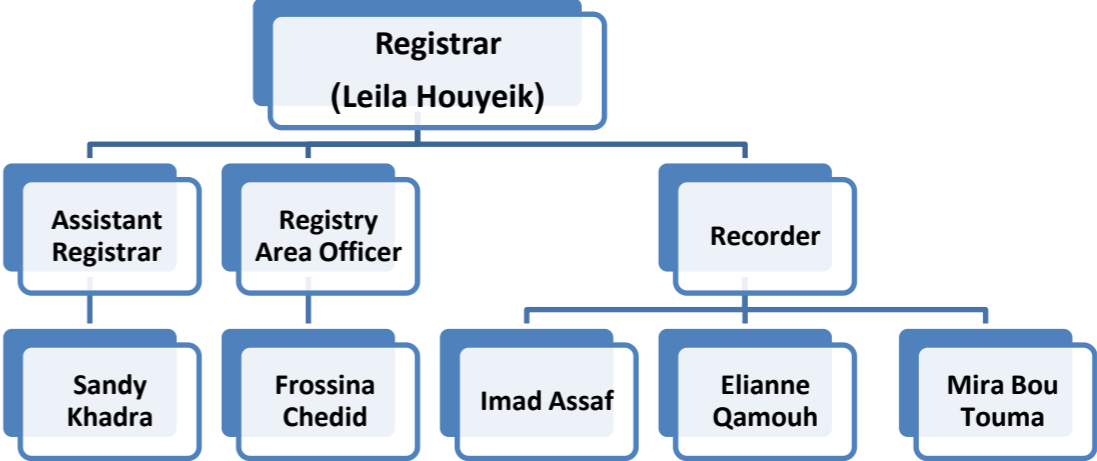 Registrar
(Leila Houyeik)
Assistant
Registrar
Registry
Area Officer
Recorder
Sandy
Khadra
Frossina
Chedid
Imad Assaf
Elianne
Qamouh
Mira Bou
Touma